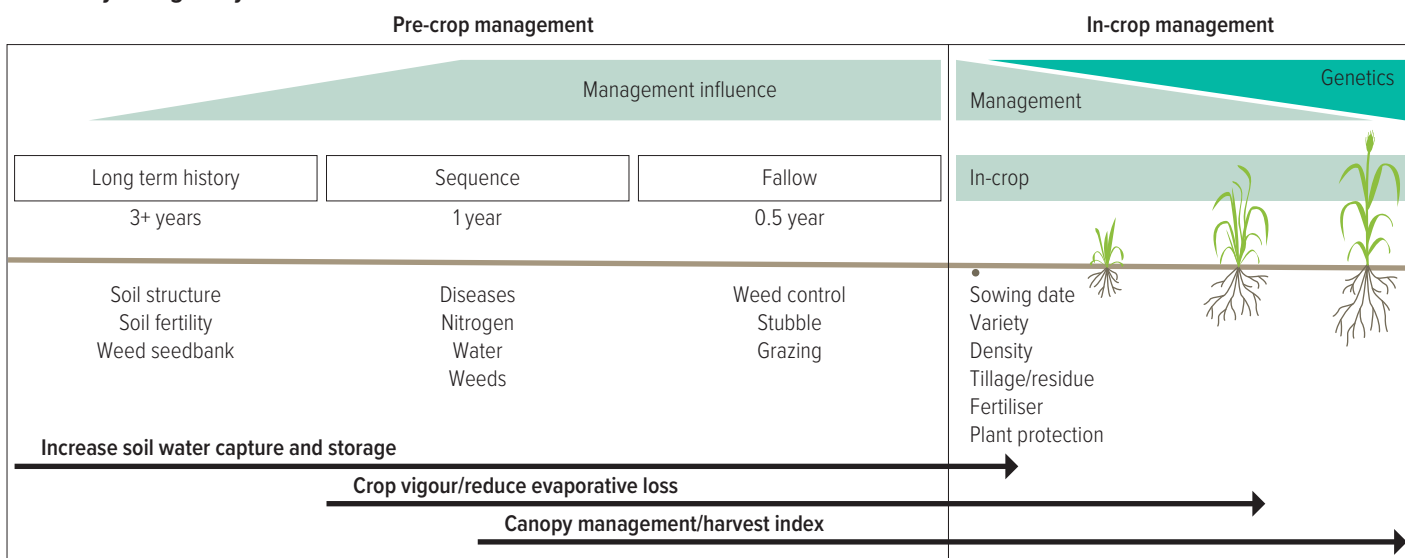 Pre-crop management
In-crop management
Management influence
Management
Genetics
Long term history
Sequence
Fallow
In-crop
3+ years
1 year
0.5 year
Soil structure
Soil fertility
Weed seedbank
Diseases
Nitrogen
Water
Weeds
Weed control
Stubble
Grazing
Sowing date
Variety
Density
Tillage/residue
Fertiliser
Plant protection
Increase soil water capture and storage
Crop vigour/reduce evaporative loss
Canopy management/harvest index